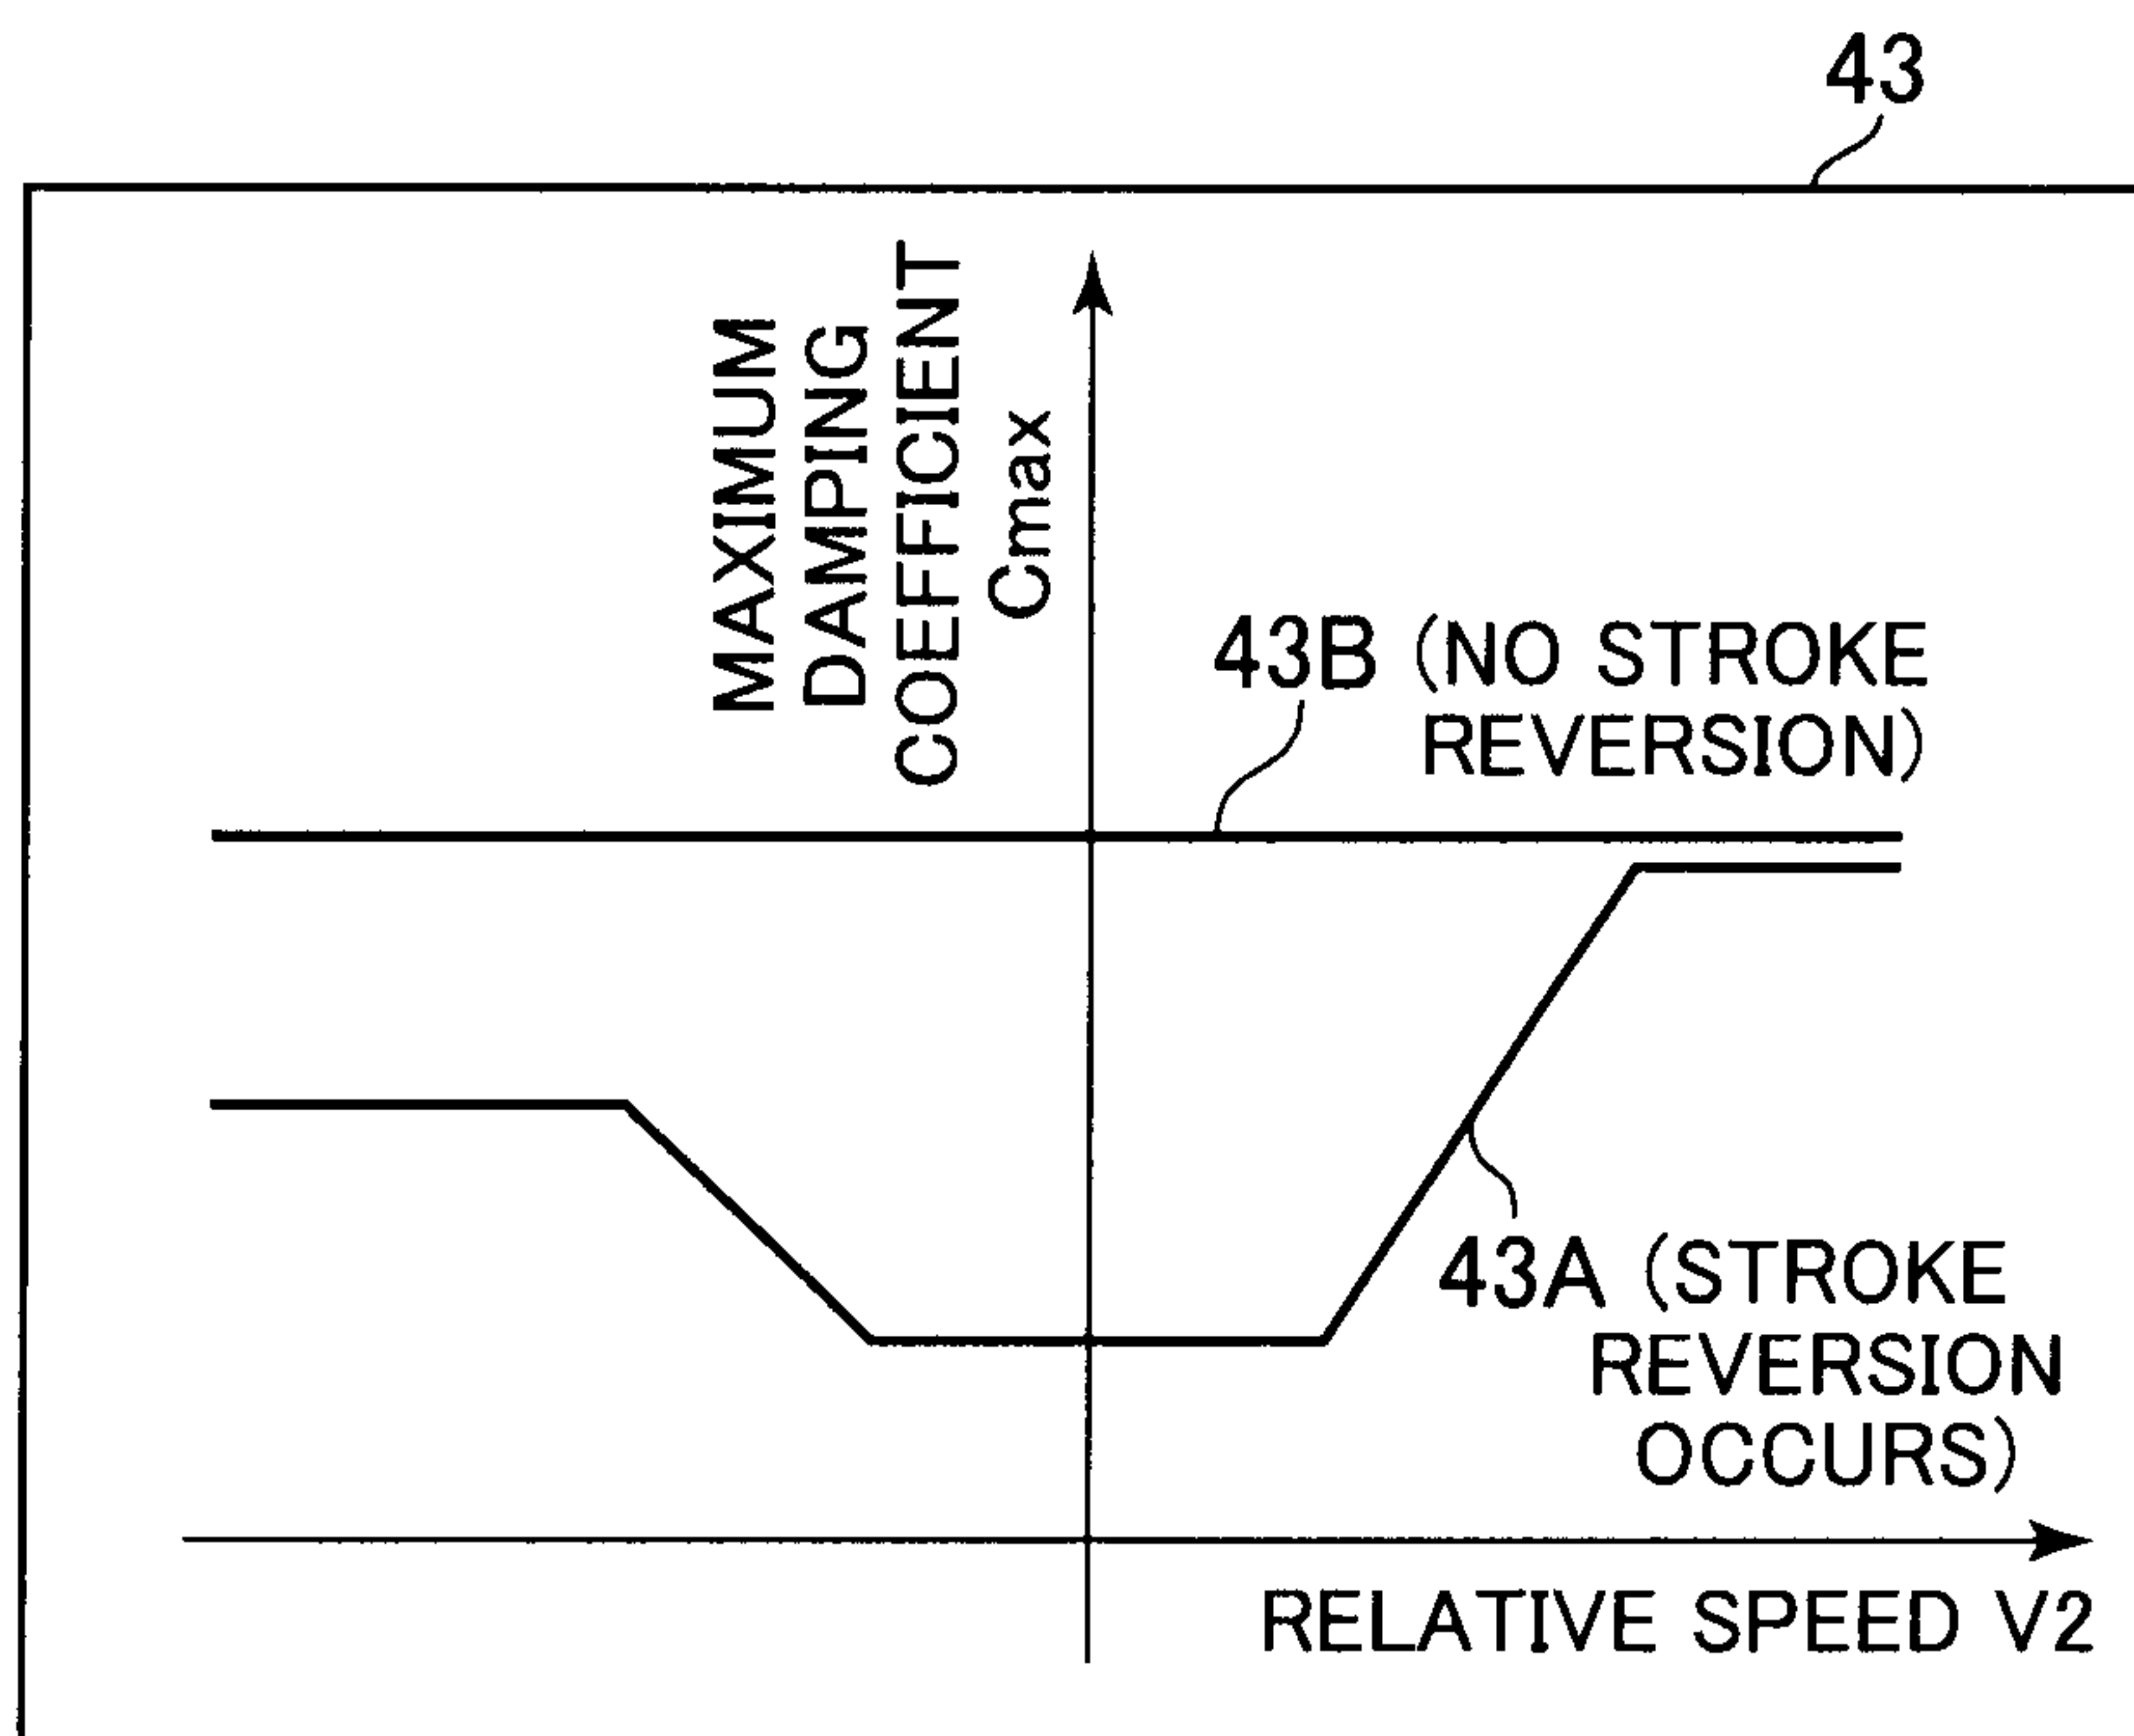 43
MAXIMUM
DAMPING
COEFFICIENT
Cmax
43B (NO STROKE
REVERSION)
43A (STROKE
REVERSION
OCCURS)
RELATIVE SPEED V2